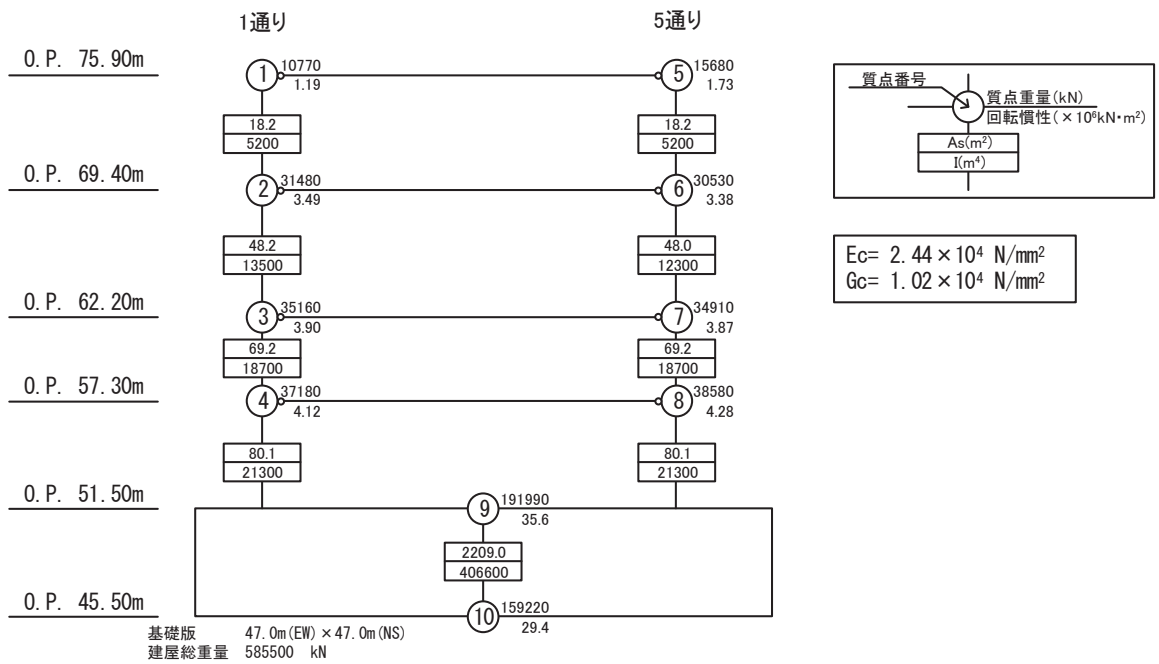 1通り
5通り
O.P. 75.90m
1
10770
1.19
5
15680
1.73
18.2
5200
18.2
5200
O.P. 69.40m
2
31480
3.49
6
30530
3.38
48.2
13500
48.0
12300
O.P. 62.20m
3
35160
3.90
7
34910
3.87
69.2
18700
69.2
18700
O.P. 57.30m
4
37180
4.12
8
38580
4.28
80.1
21300
80.1
21300
O.P. 51.50m
9
191990
35.6
2209.0
406600
O.P. 45.50m
10
159220
29.4
基礎版 47.0m(EW)×47.0m(NS)
建屋総重量 585500 kN
質点番号
質点重量(kN)
回転慣性(×10⁶kN・m²)
As(m²)
I(m⁴)
Ec= 2.44×10⁴ N/mm²
Gc= 1.02×10⁴ N/mm²